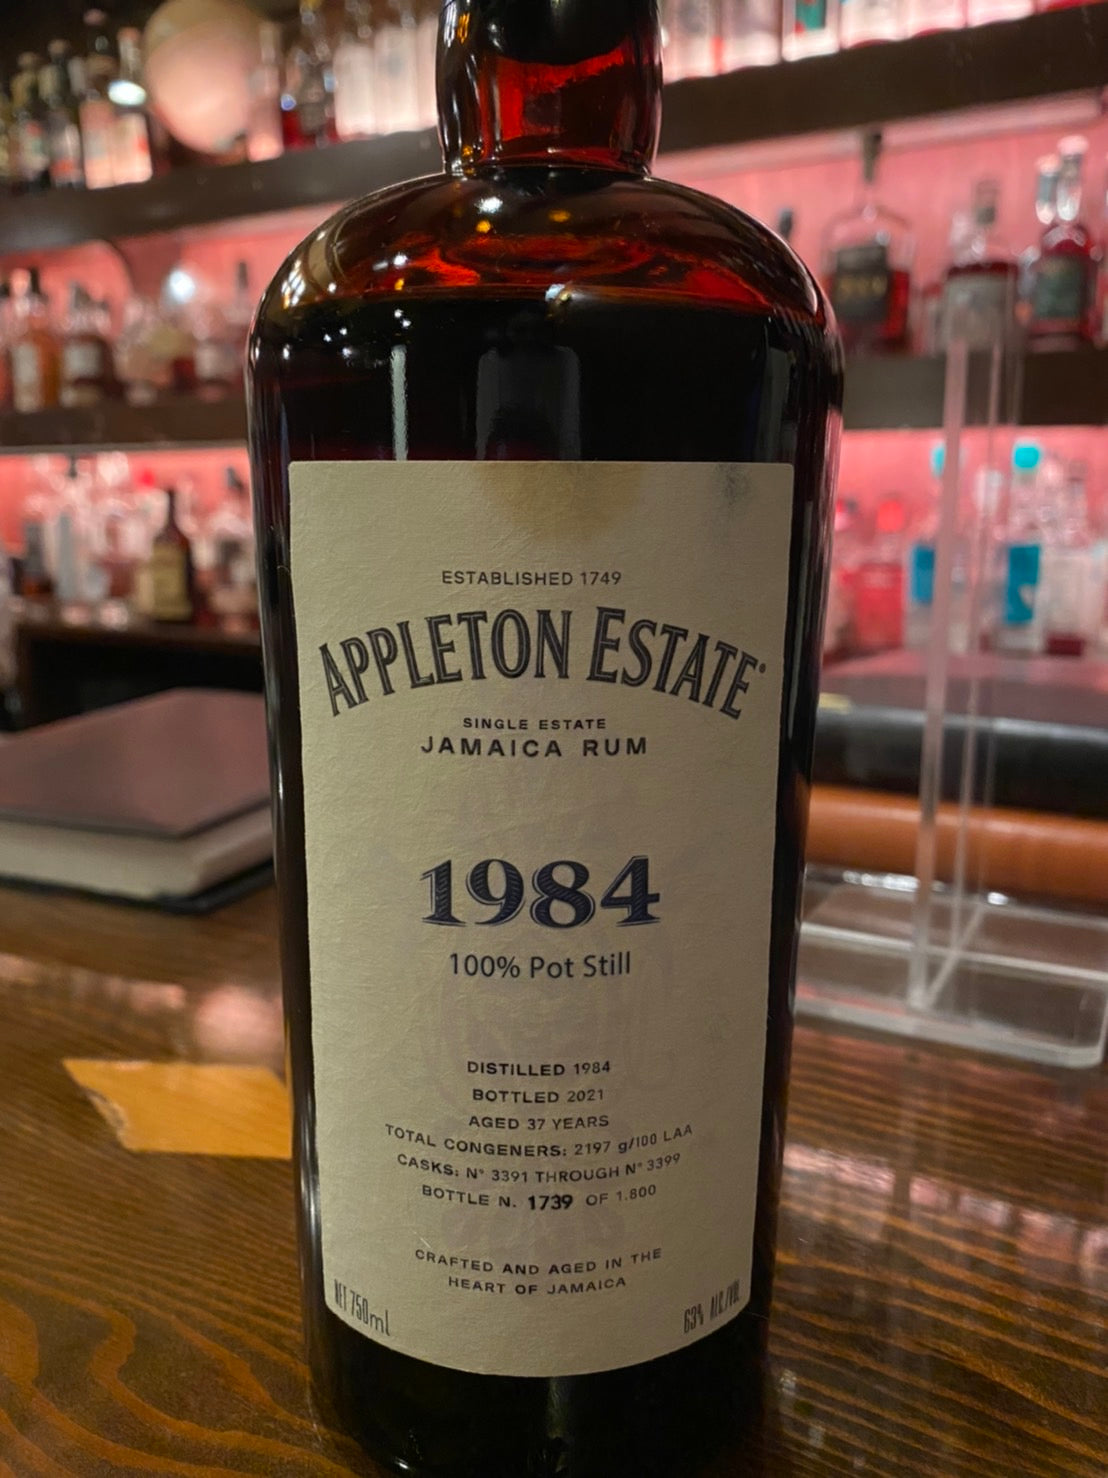 ESTABLISHED 1749
APPLETON ESTATE®
SINGLE ESTATE
JAMAICA RUM
1984
100% Pot Still
DISTILLED 1984
BOTTLED 2021
AGED 37 YEARS
TOTAL CONGENERS: 2197 g/100 LAA
CASKS: N° 3391 THROUGH N° 3399
BOTTLE N. 1739 OF 1.800
CRAFTED AND AGED IN THE
HEART OF JAMAICA
NET 750ml
63% ALC./VOL